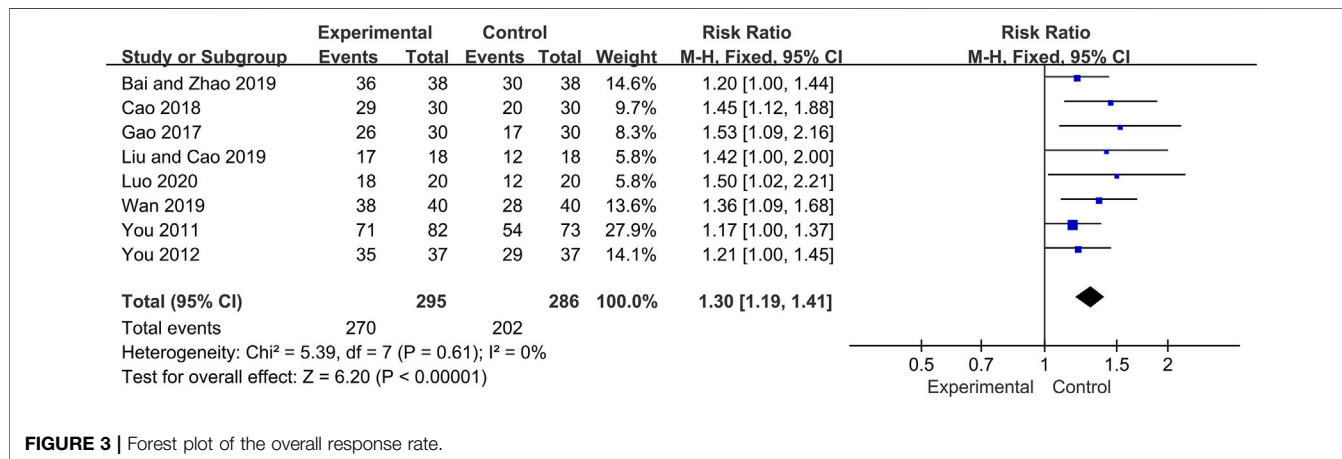 Experimental Control Risk Ratio Risk Ratio
Study or Subgroup Events Total Events Total Weight M-H, Fixed, 95% CI M-H, Fixed, 95% CI
Bai and Zhao 2019 36 38 30 38 14.6% 1.20 [1.00, 1.44]
Cao 2018 29 30 20 30 9.7% 1.45 [1.12, 1.88]
Gao 2017 26 30 17 30 8.3% 1.53 [1.09, 2.16]
Liu and Cao 2019 17 18 12 18 5.8% 1.42 [1.00, 2.00]
Luo 2020 18 20 12 20 5.8% 1.50 [1.02, 2.21]
Wan 2019 38 40 28 40 13.6% 1.36 [1.09, 1.68]
You 2011 71 82 54 73 27.9% 1.17 [1.00, 1.37]
You 2012 35 37 29 37 14.1% 1.21 [1.00, 1.45]
Total (95% CI) 295 286 100.0% 1.30 [1.19, 1.41]
Total events 270 202
Heterogeneity: Chi² = 5.39, df = 7 (P = 0.61); I² = 0%
Test for overall effect: Z = 6.20 (P < 0.00001)
0.5 0.7 1 1.5 2
Experimental Control
FIGURE 3 | Forest plot of the overall response rate.